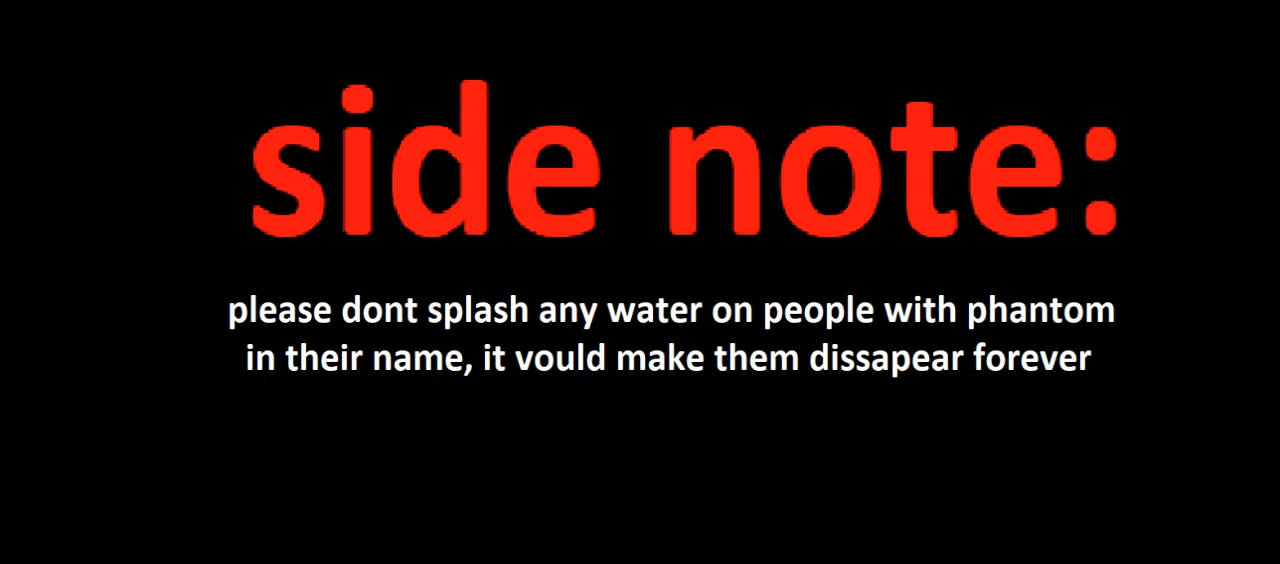 side note:
please dont splash any water on people with phantom
in their name, it vould make them dissapear forever